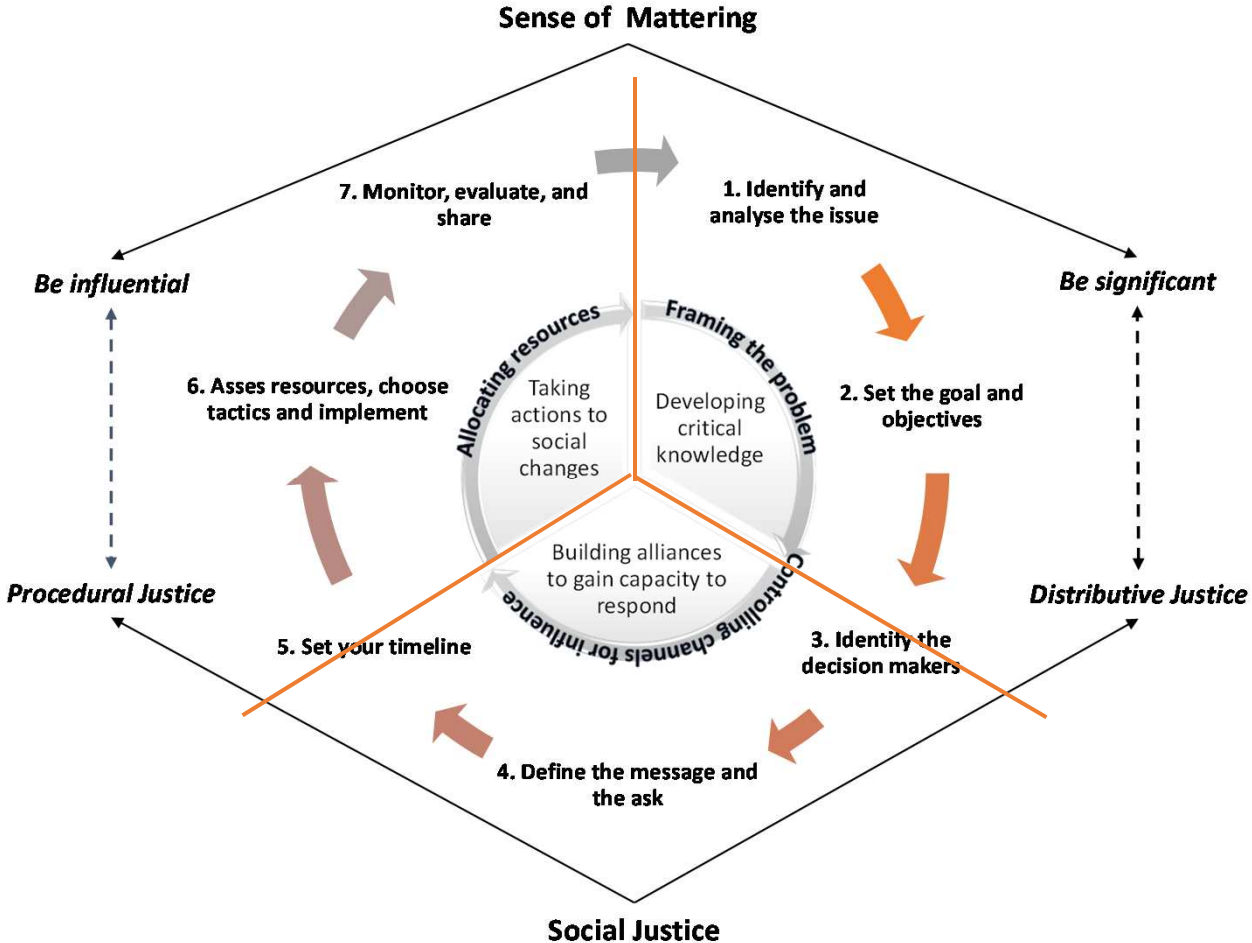 Sense of Mattering
7. Monitor, evaluate, and
share
1. Identify and
analyse the issue
Be influential
Be significant
Allocating resources
Framing the problem
6. Asses resources, choose
tactics and implement
Taking
actions to
social
changes
Developing
critical
knowledge
2. Set the goal and
objectives
Building alliances
to gain capacity to
respond
Controlling channels for influence
Procedural Justice
Distributive Justice
5. Set your timeline
3. Identify the
decision makers
4. Define the message and
the ask
Social Justice